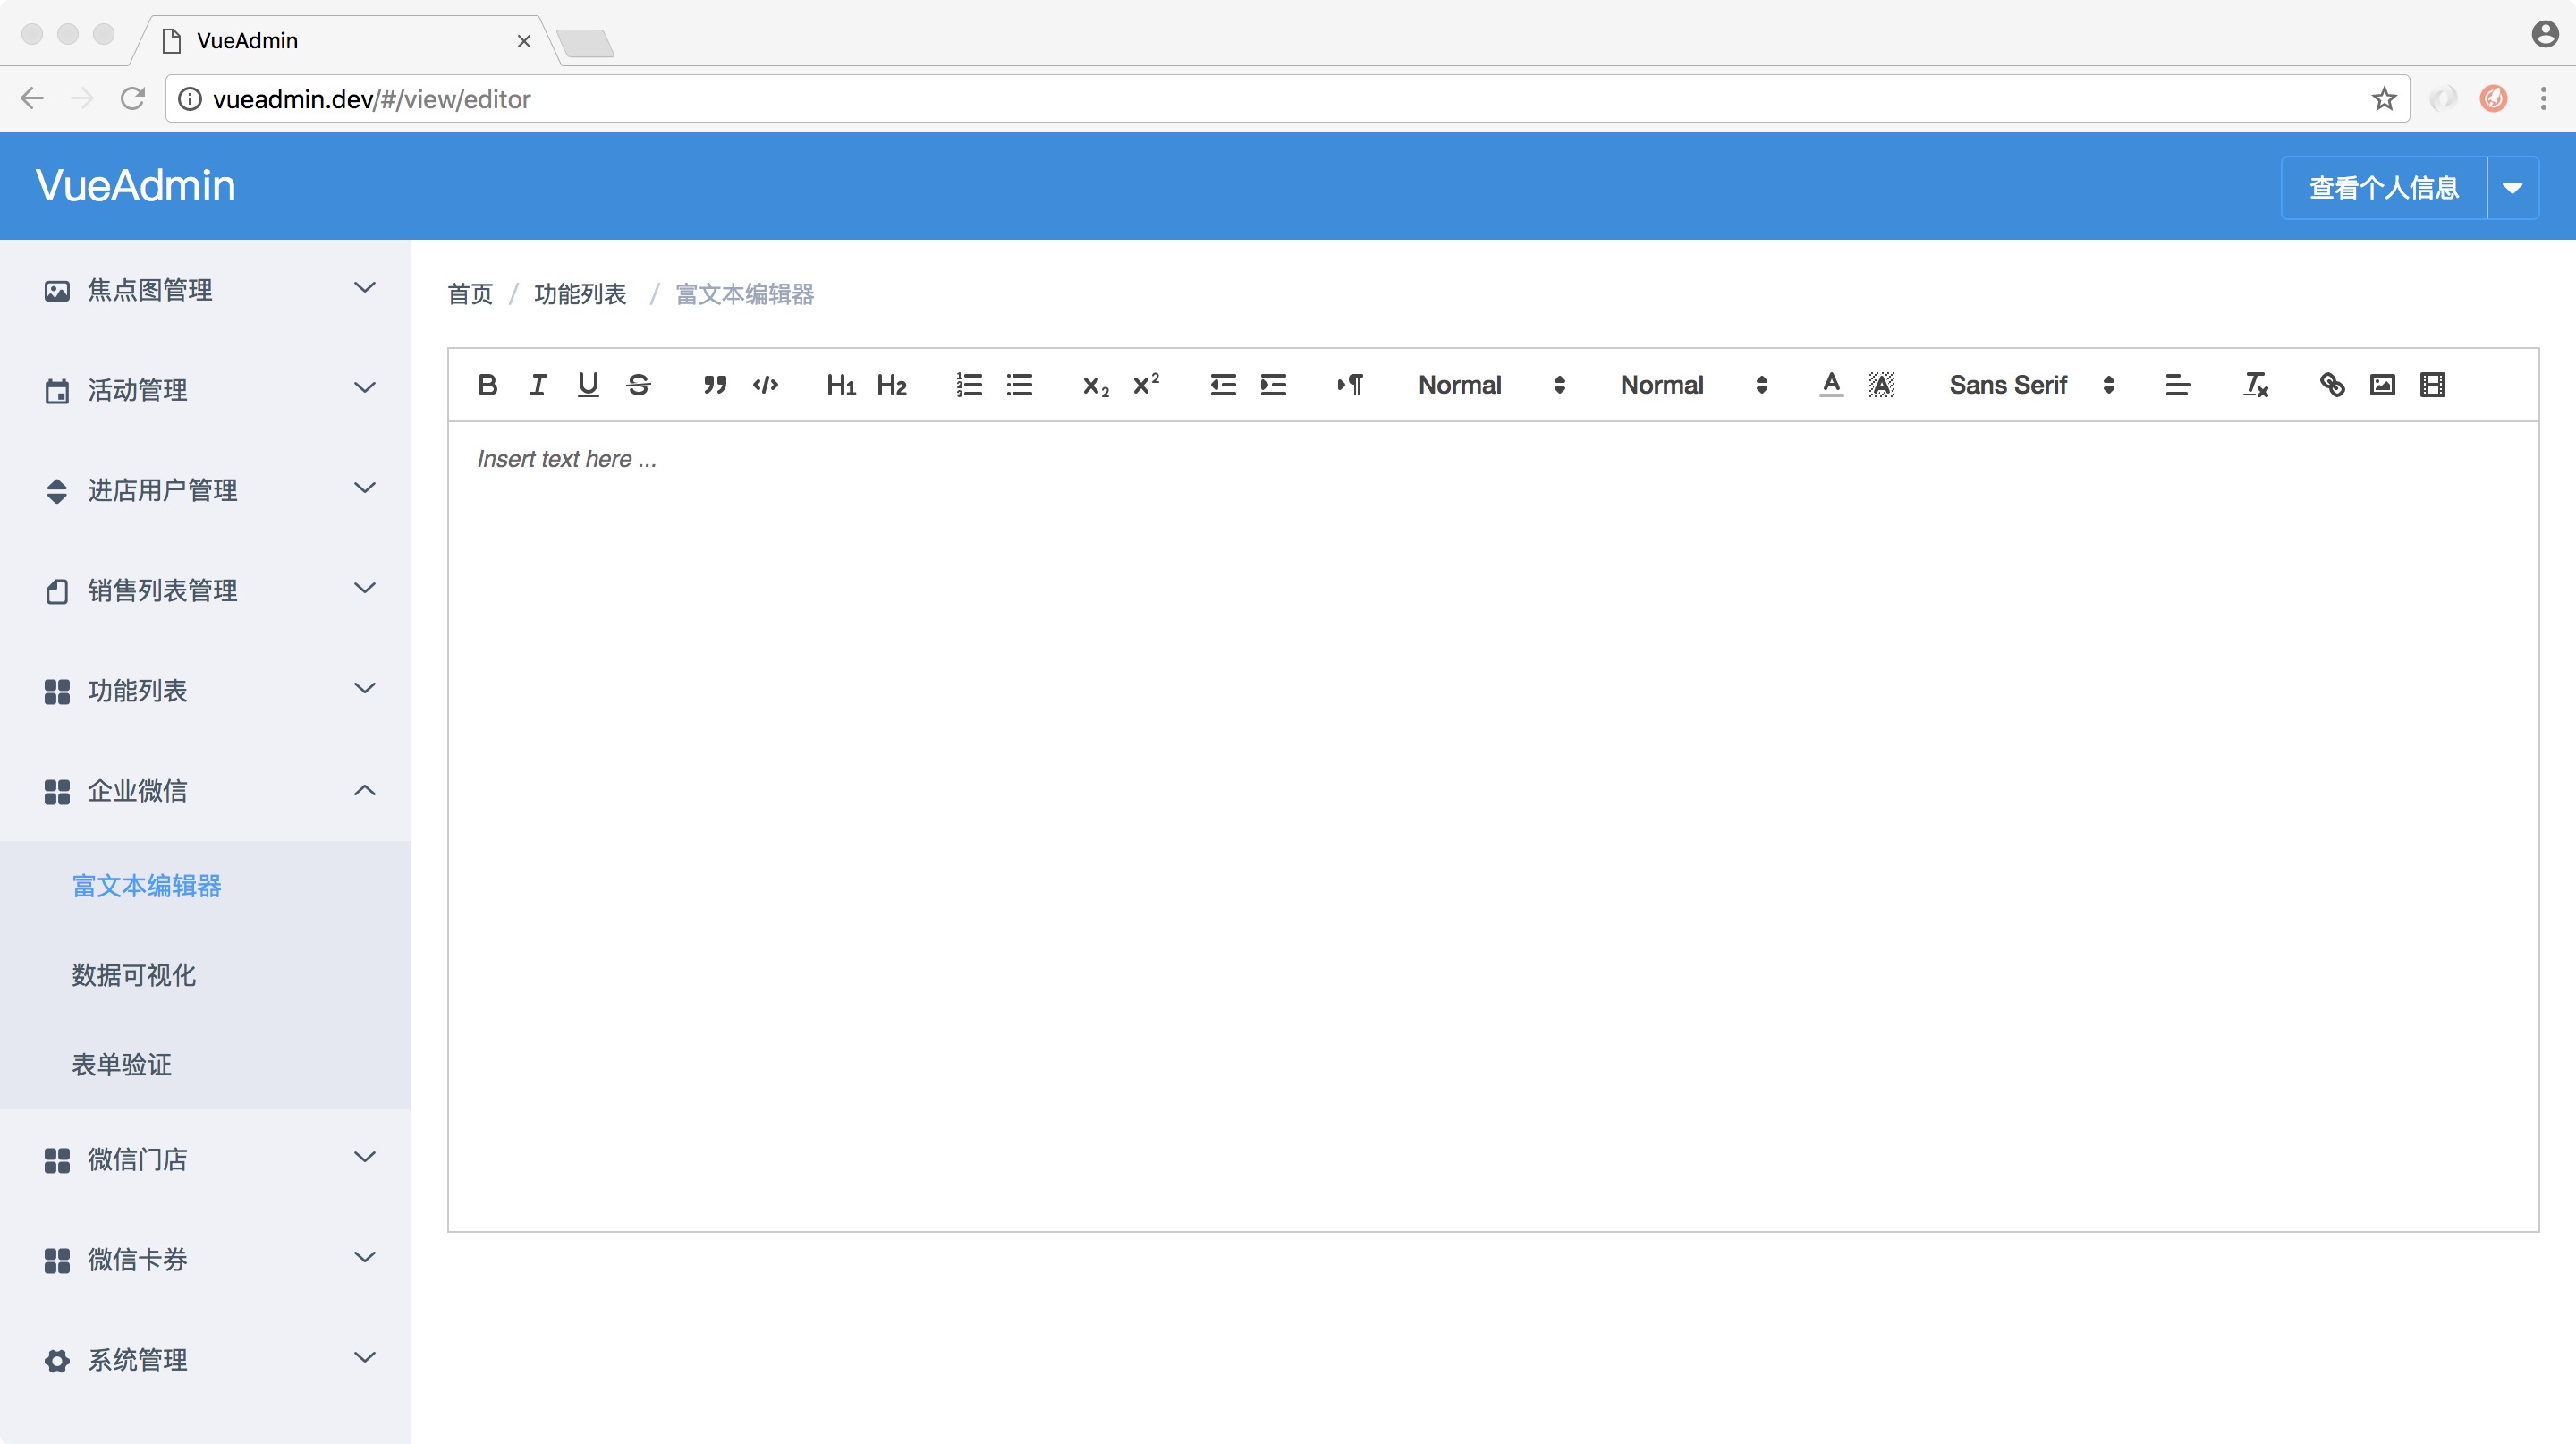 VueAdmin
vueadmin.dev/#/view/editor
VueAdmin
查看个人信息
焦点图管理
活动管理
进店用户管理
销售列表管理
功能列表
企业微信
富文本编辑器
数据可视化
表单验证
微信门店
微信卡券
系统管理
首页 / 功能列表 / 富文本编辑器
B I U S H1 H2 x₂ x² Normal Normal A A Sans Serif
Insert text here ...